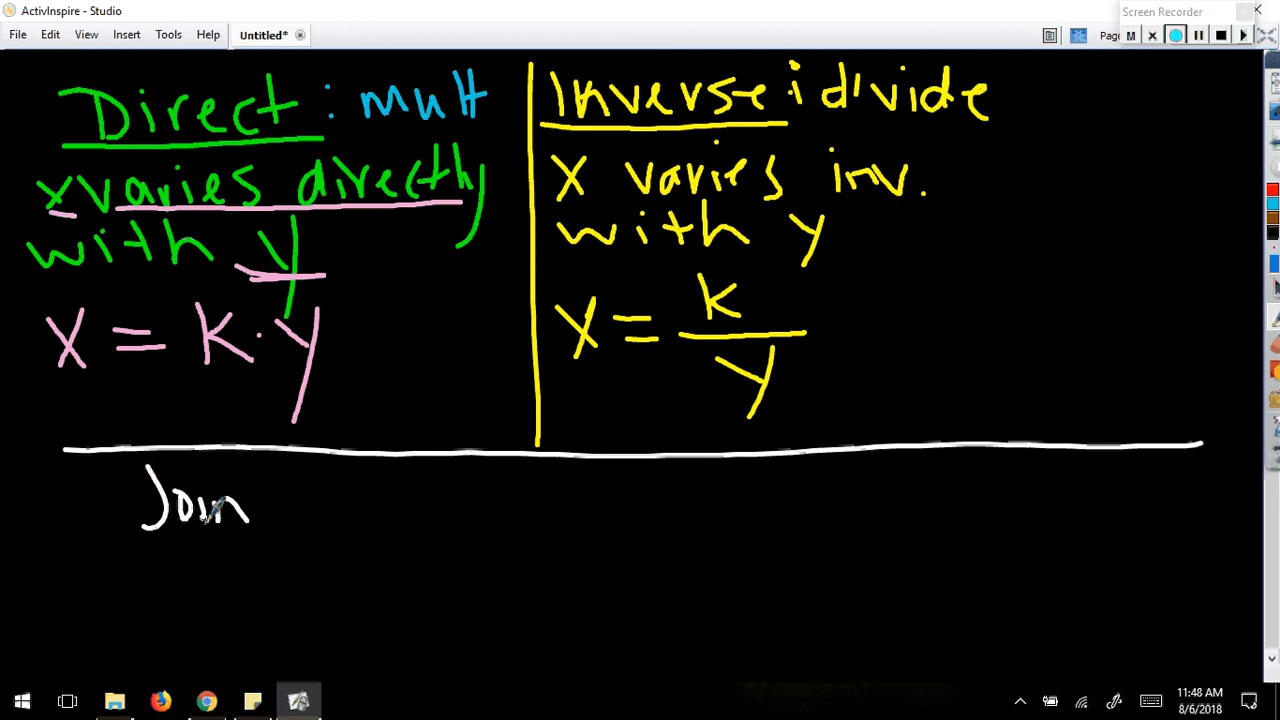 ActivInspire - Studio
Screen Recorder
File Edit View Insert Tools Help Untitled*
Page
M
Direct : mult
x varies directly
with y
X = K · y
Inverse : divide
X varies inv.
with y
X = K
y
Join
11:48 AM
8/6/2018